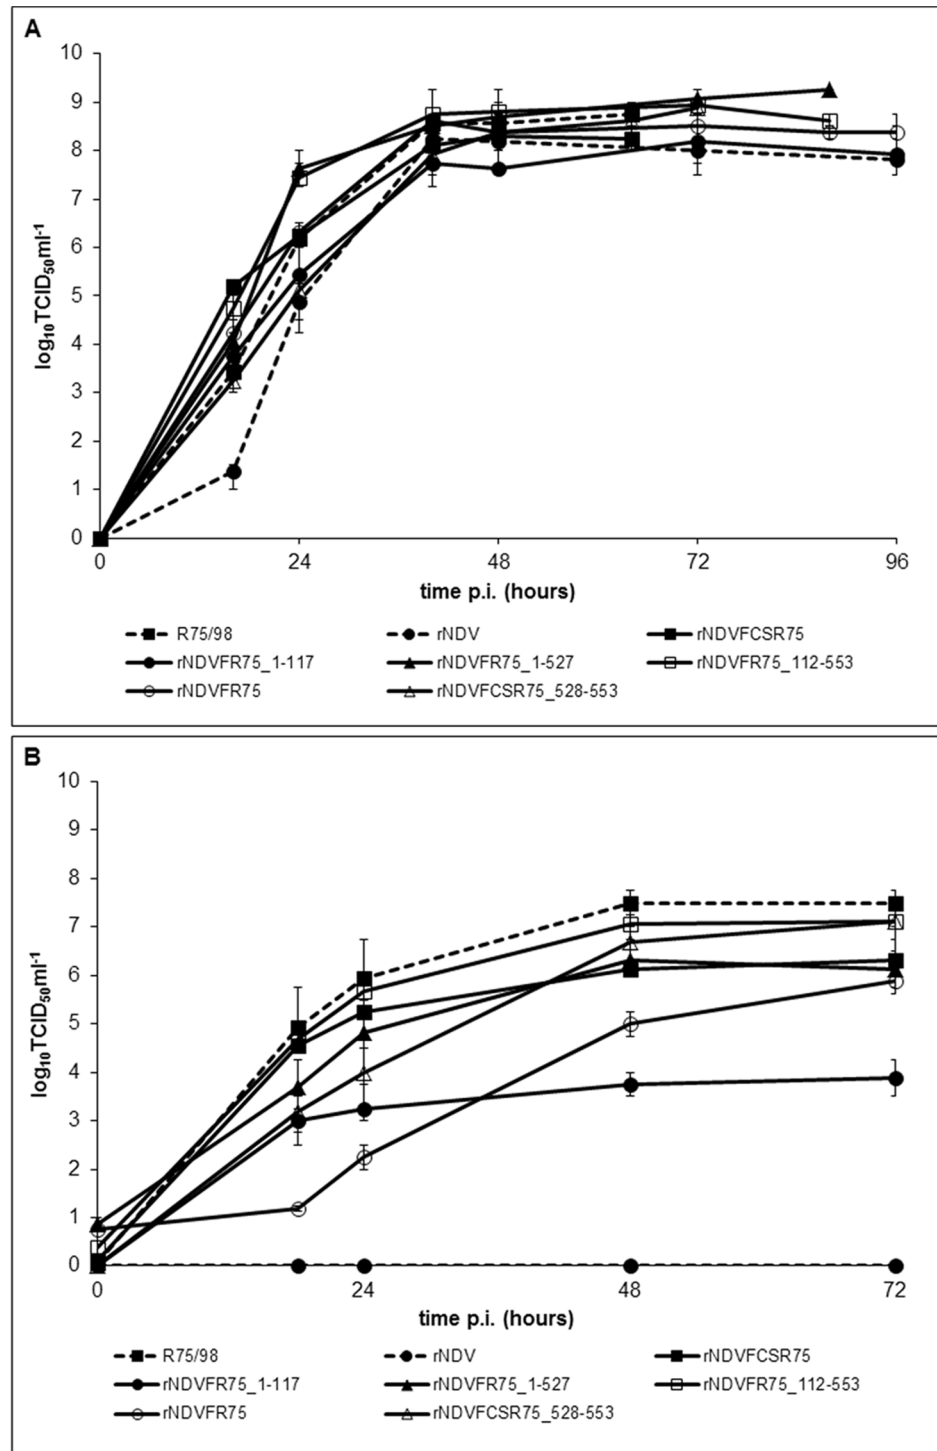 A
10
9
8
7
6
5
4
3
2
1
0
log₁₀TCID₅₀ml⁻¹
0 24 48 72 96
time p.i. (hours)
R75/98 rNDV rNDVFCSR75
rNDVFR75_1-117 rNDVFR75_1-527 rNDVFR75_112-553
rNDVFR75 rNDVFCSR75_528-553
B
10
9
8
7
6
5
4
3
2
1
0
log₁₀TCID₅₀ml⁻¹
0 24 48 72
time p.i. (hours)
R75/98 rNDV rNDVFCSR75
rNDVFR75_1-117 rNDVFR75_1-527 rNDVFR75_112-553
rNDVFR75 rNDVFCSR75_528-553